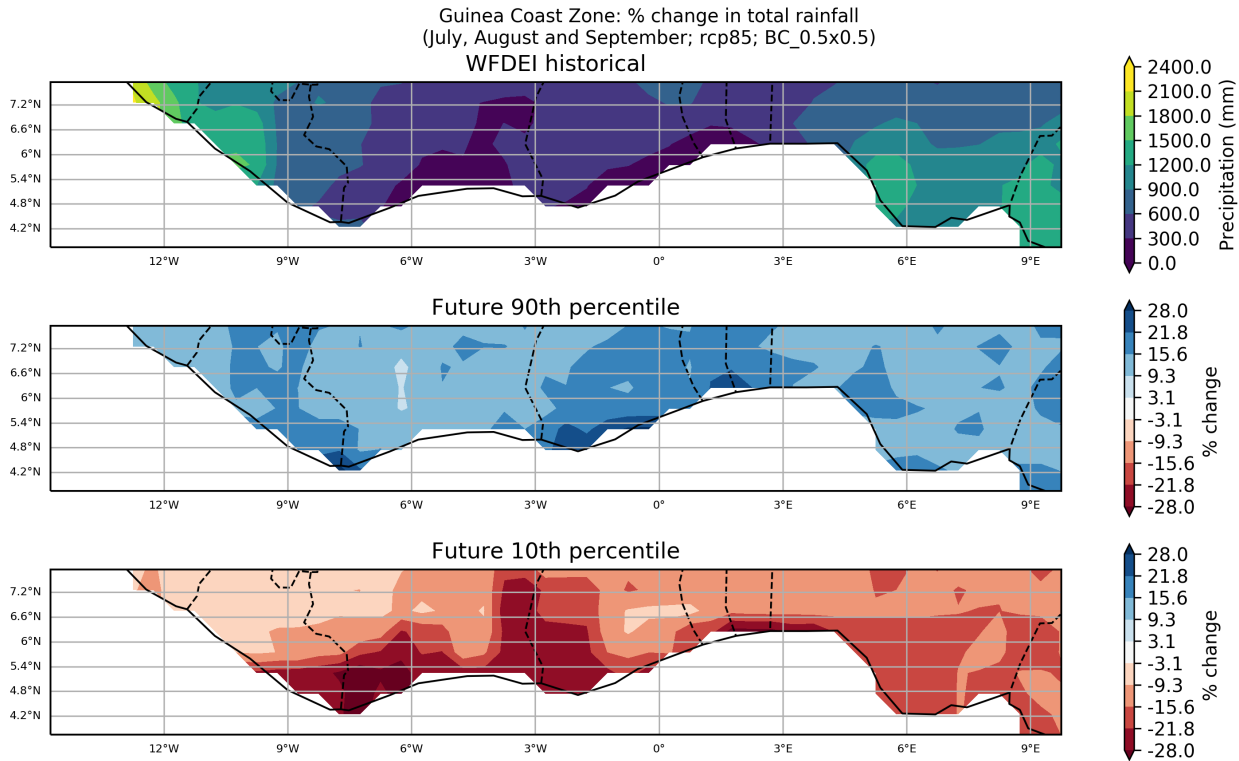 Guinea Coast Zone: % change in total rainfall
(July, August and September; rcp85; BC_0.5x0.5)
WFDEI historical
7.2°N
6.6°N
6°N
5.4°N
4.8°N
4.2°N
12°W 9°W 6°W 3°W 0° 3°E 6°E 9°E
2400.0
2100.0
1800.0
1500.0
1200.0
900.0
600.0
300.0
0.0
Precipitation (mm)
Future 90th percentile
7.2°N
6.6°N
6°N
5.4°N
4.8°N
4.2°N
12°W 9°W 6°W 3°W 0° 3°E 6°E 9°E
28.0
21.8
15.6
9.3
3.1
-3.1
-9.3
-15.6
-21.8
-28.0
% change
Future 10th percentile
7.2°N
6.6°N
6°N
5.4°N
4.8°N
4.2°N
12°W 9°W 6°W 3°W 0° 3°E 6°E 9°E
28.0
21.8
15.6
9.3
3.1
-3.1
-9.3
-15.6
-21.8
-28.0
% change